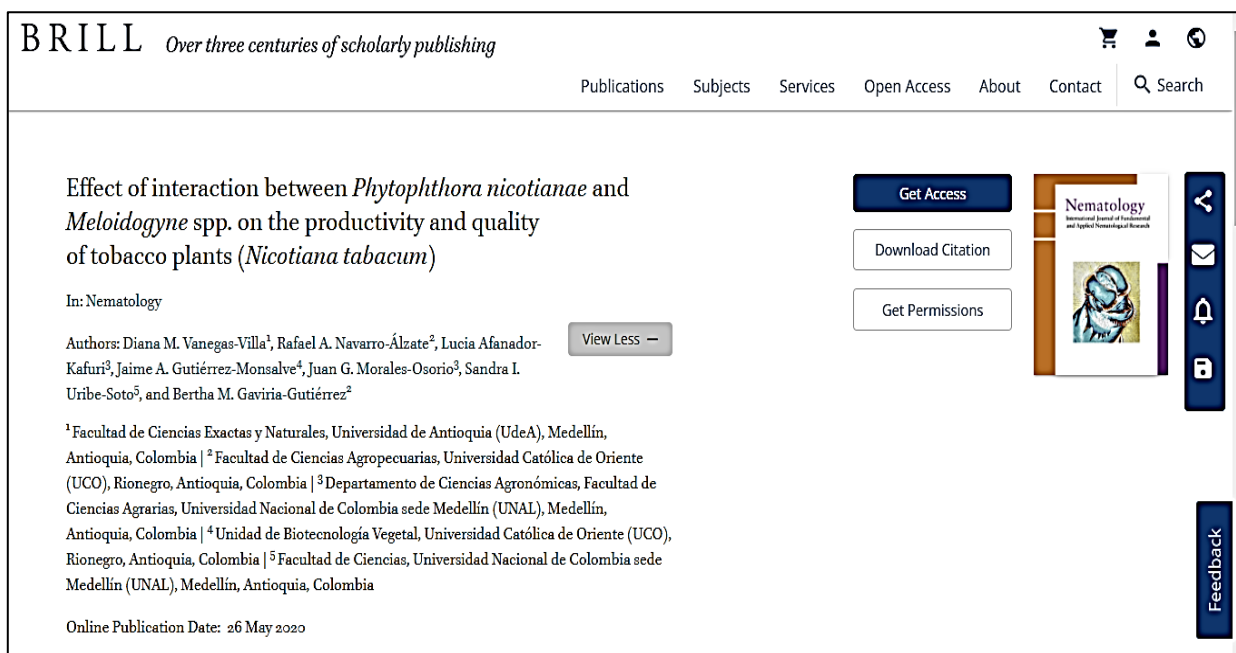 BRILL Over three centuries of scholarly publishing
Publications Subjects Services Open Access About Contact Search
Effect of interaction between Phytophthora nicotianae and
Meloidogyne spp. on the productivity and quality
of tobacco plants (Nicotiana tabacum)
In: Nematology
Authors: Diana M. Vanegas-Villa¹, Rafael A. Navarro-Álzate², Lucia Afanador-
Kafuri³, Jaime A. Gutiérrez-Monsalve⁴, Juan G. Morales-Osorio³, Sandra I.
Uribe-Soto⁵, and Bertha M. Gaviria-Gutiérrez²
View Less —
¹ Facultad de Ciencias Exactas y Naturales, Universidad de Antioquia (UdeA), Medellín,
Antioquia, Colombia | ² Facultad de Ciencias Agropecuarias, Universidad Católica de Oriente
(UCO), Rionegro, Antioquia, Colombia | ³ Departamento de Ciencias Agronómicas, Facultad de
Ciencias Agrarias, Universidad Nacional de Colombia sede Medellín (UNAL), Medellín,
Antioquia, Colombia | ⁴ Unidad de Biotecnología Vegetal, Universidad Católica de Oriente (UCO),
Rionegro, Antioquia, Colombia | ⁵ Facultad de Ciencias, Universidad Nacional de Colombia sede
Medellín (UNAL), Medellín, Antioquia, Colombia
Online Publication Date: 26 May 2020
Get Access
Download Citation
Get Permissions
Nematology
International Journal of Fundamental
and Applied Nematological Research
Feedback